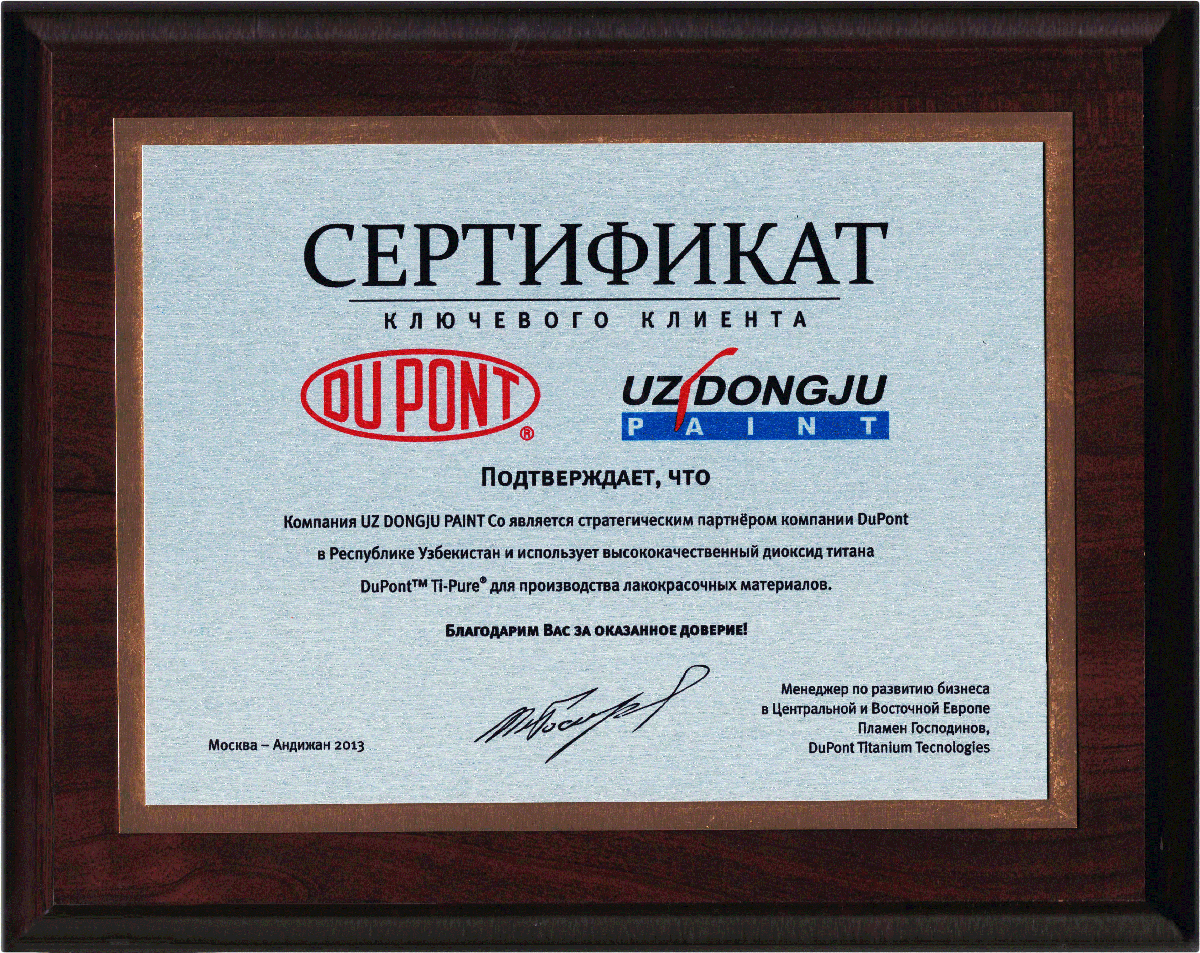 СЕРТИФИКАТ
КЛЮЧЕВОГО КЛИЕНТА
DU PONT ®
UZ DONGJU
PAINT
ПОДТВЕРЖДАЕТ, ЧТО
Компания UZ DONGJU PAINT Co является стратегическим партнёром компании DuPont
в Республике Узбекистан и использует высококачественный диоксид титана
DuPont™ Ti-Pure® для производства лакокрасочных материалов.
БЛАГОДАРИМ ВАС ЗА ОКАЗАННОЕ ДОВЕРИЕ!
Менеджер по развитию бизнеса
в Центральной и Восточной Европе
Пламен Господинов,
DuPont Titanium Tecnologies
Москва – Андижан 2013